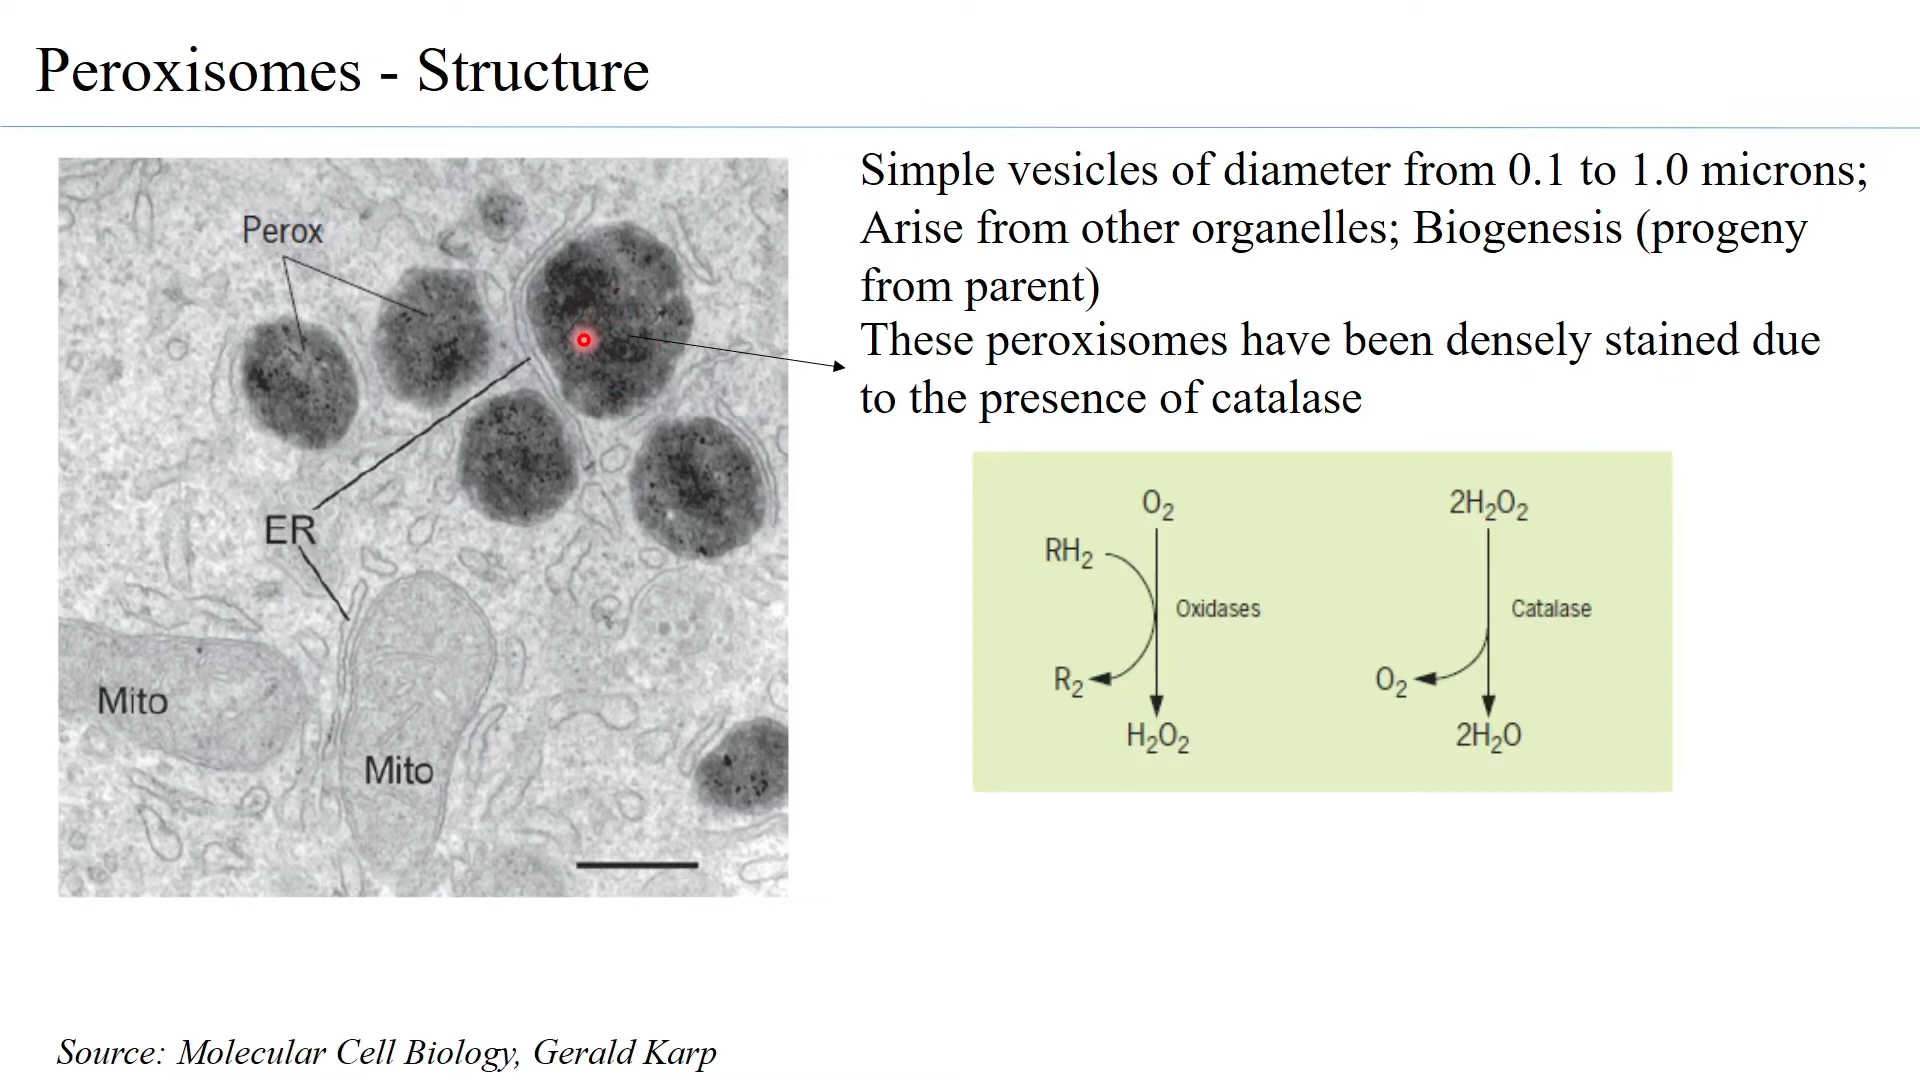 Peroxisomes - Structure
Perox
ER
Mito
Mito
Simple vesicles of diameter from 0.1 to 1.0 microns;
Arise from other organelles; Biogenesis (progeny
from parent)
These peroxisomes have been densely stained due
to the presence of catalase
O₂
RH₂
Oxidases
R₂
H₂O₂
2H₂O₂
Catalase
O₂
2H₂O
Source: Molecular Cell Biology, Gerald Karp